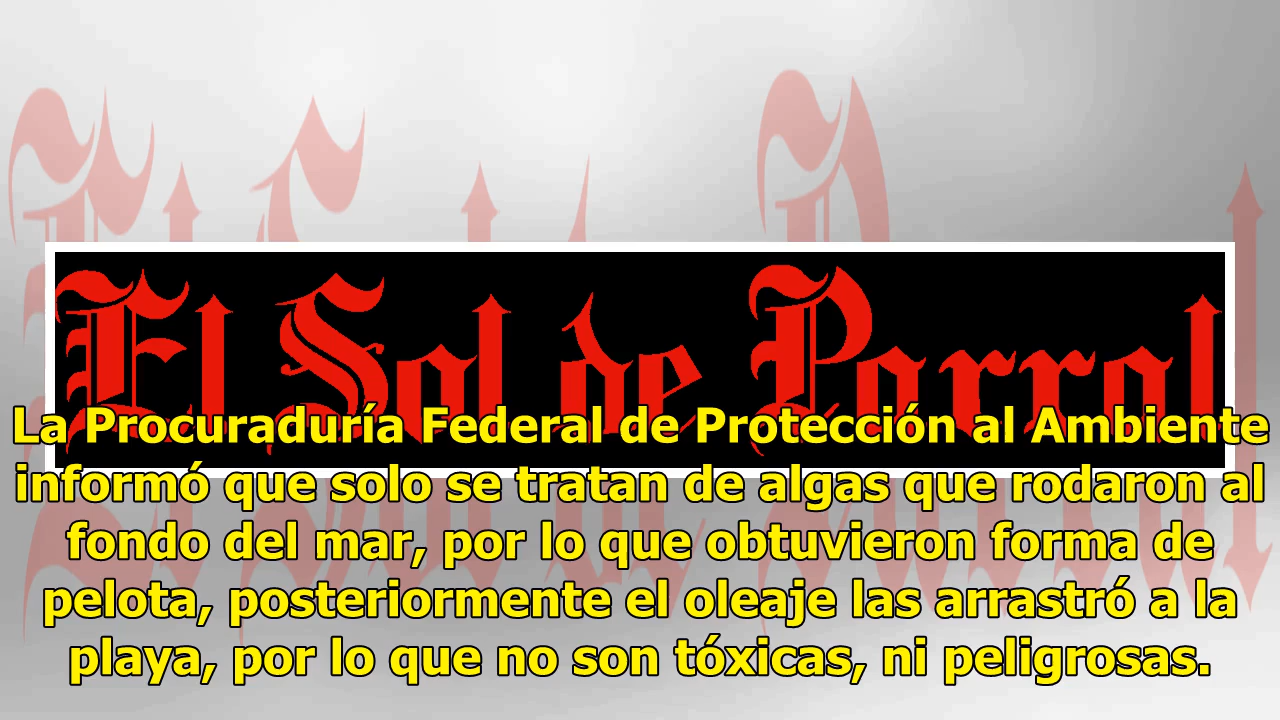 El Sol de Parral
La Procuraduría Federal de Protección al Ambiente
informó que solo se tratan de algas que rodaron al
fondo del mar, por lo que obtuvieron forma de
pelota, posteriormente el oleaje las arrastró a la
playa, por lo que no son tóxicas, ni peligrosas.